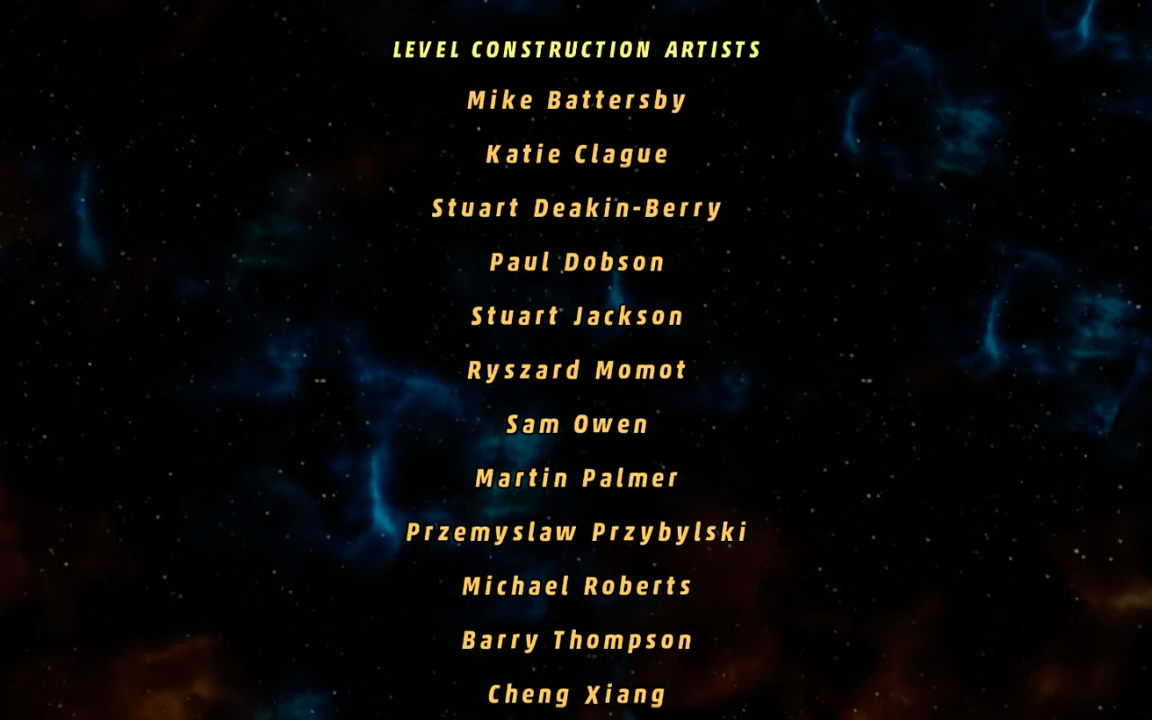 LEVEL CONSTRUCTION ARTISTS
Mike Battersby
Katie Clague
Stuart Deakin-Berry
Paul Dobson
Stuart Jackson
Ryszard Momot
Sam Owen
Martin Palmer
Przemyslaw Przybylski
Michael Roberts
Barry Thompson
Cheng Xiang